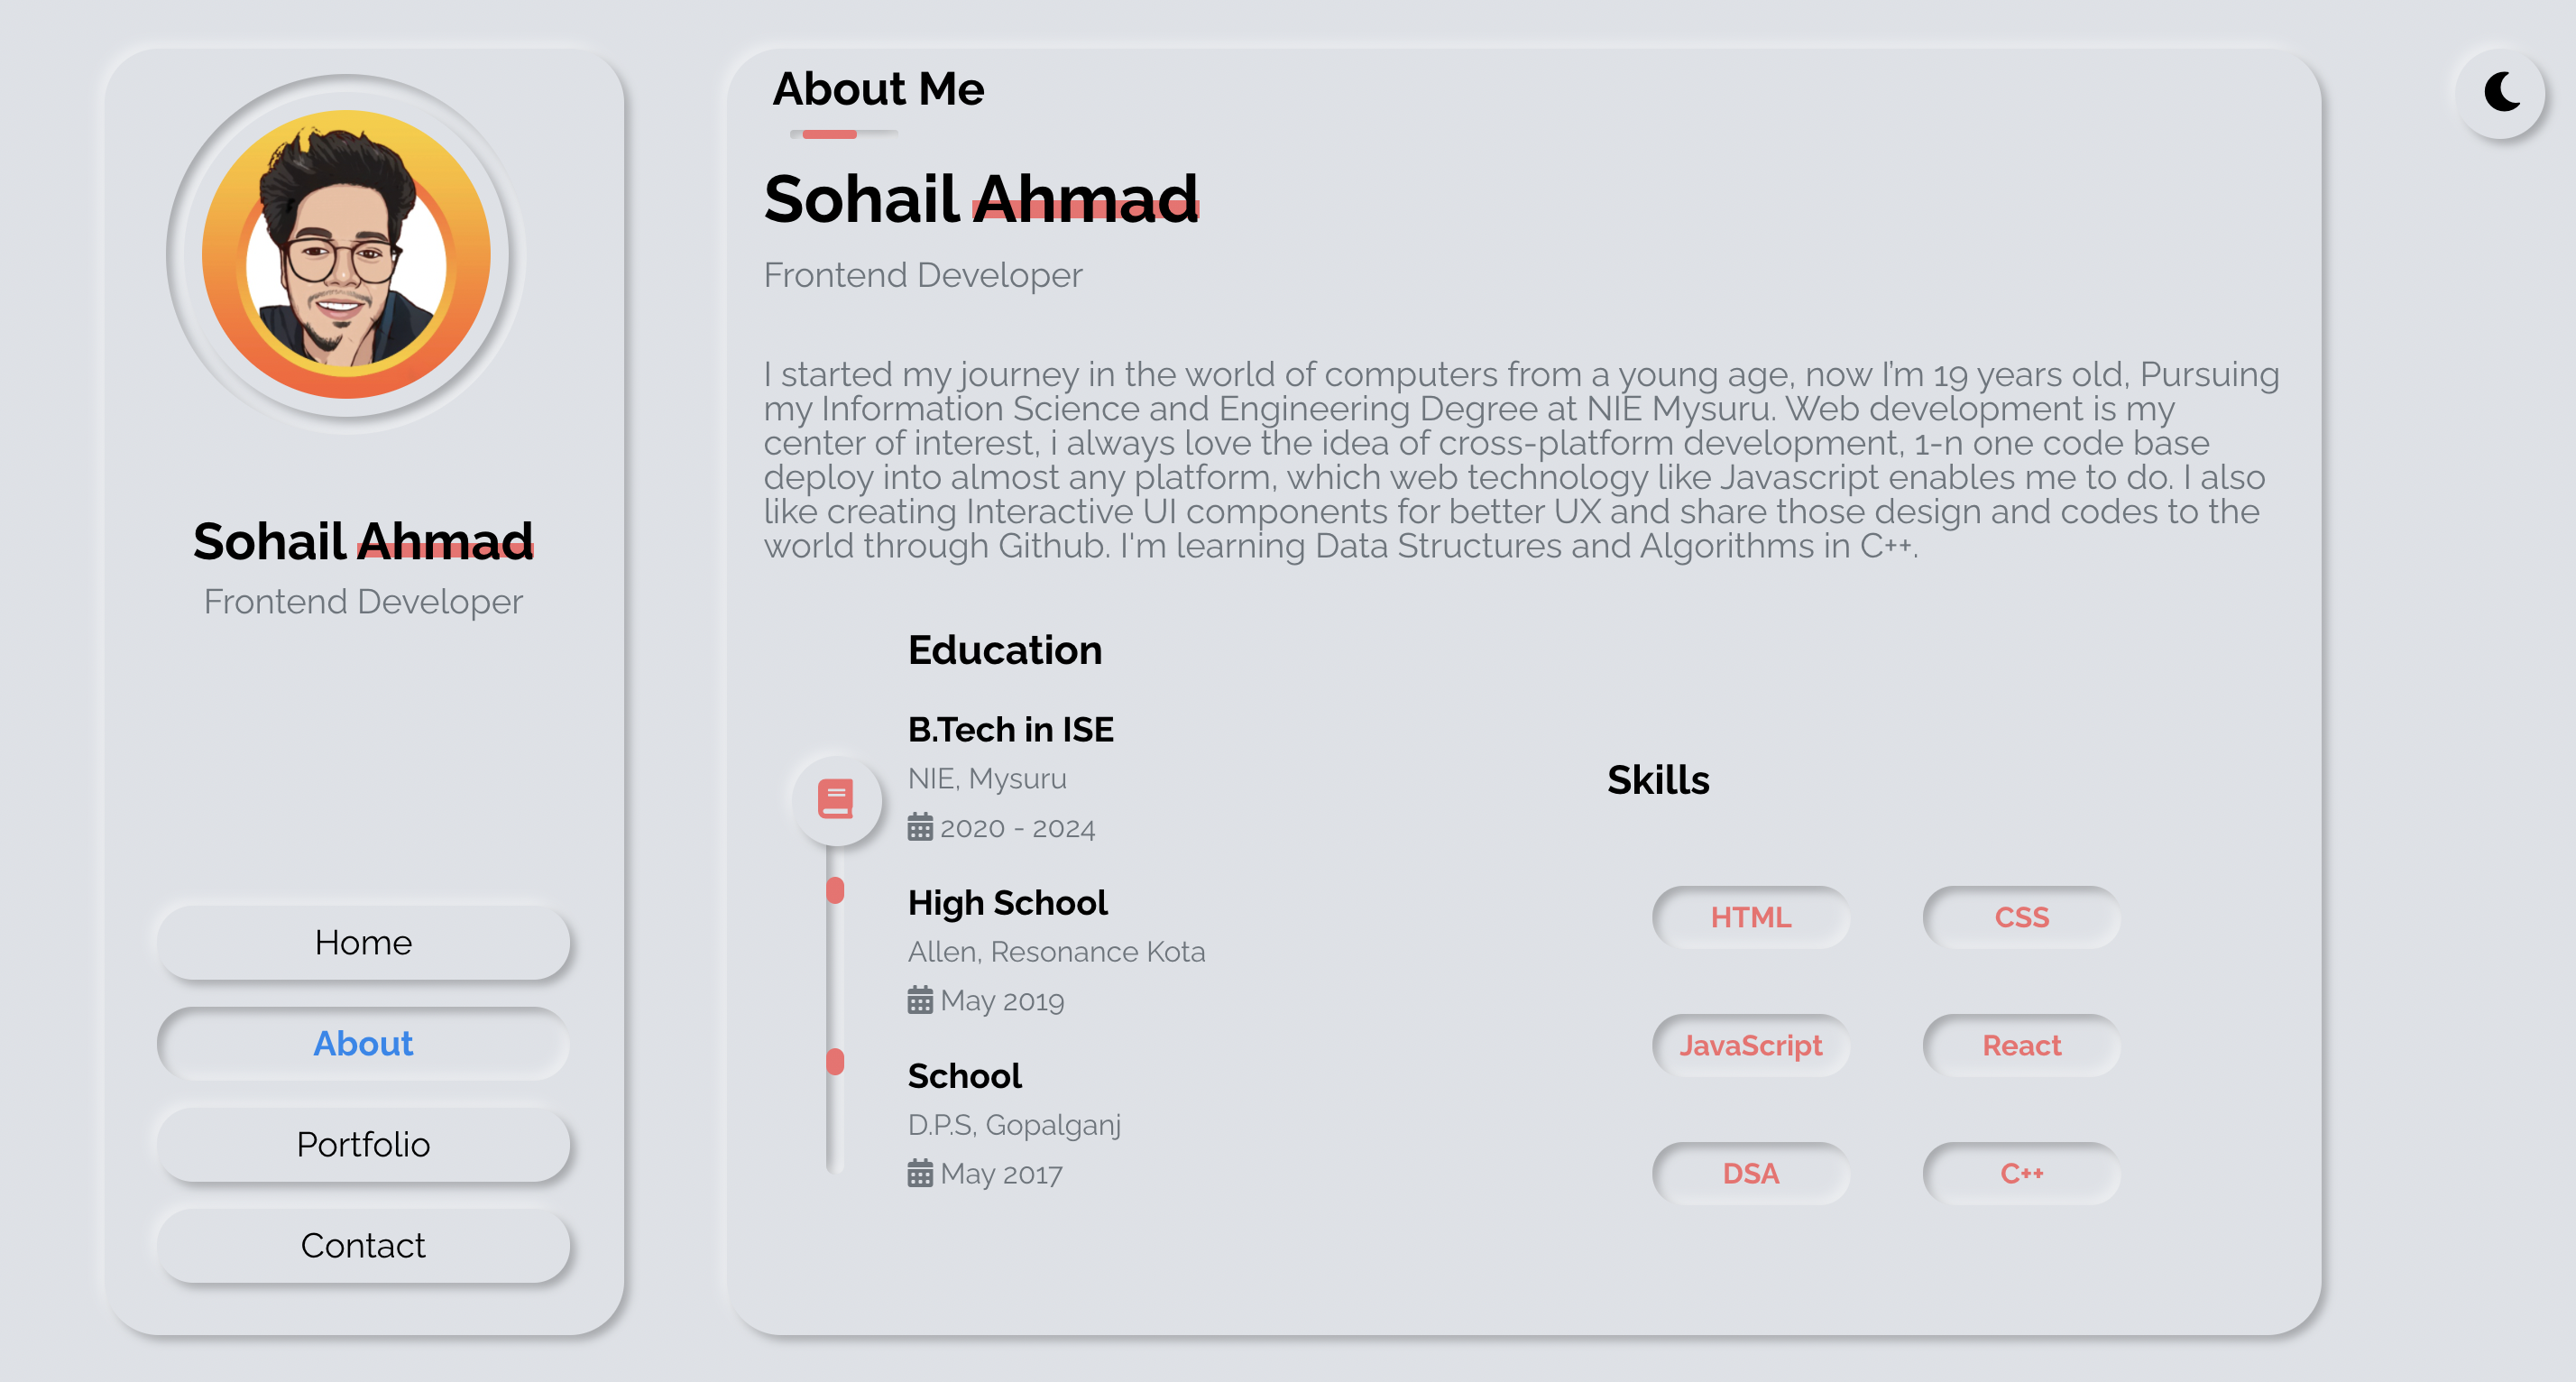 Sohail Ahmad
Frontend Developer
Home
About
Portfolio
Contact
About Me
Sohail Ahmad
Frontend Developer
I started my journey in the world of computers from a young age, now I'm 19 years old, Pursuing
my Information Science and Engineering Degree at NIE Mysuru. Web development is my
center of interest, i always love the idea of cross-platform development, 1-n one code base
deploy into almost any platform, which web technology like Javascript enables me to do. I also
like creating Interactive UI components for better UX and share those design and codes to the
world through Github. I'm learning Data Structures and Algorithms in C++.
Education
B.Tech in ISE
NIE, Mysuru
2020 - 2024
High School
Allen, Resonance Kota
May 2019
School
D.P.S, Gopalganj
May 2017
Skills
HTML
CSS
JavaScript
React
DSA
C++